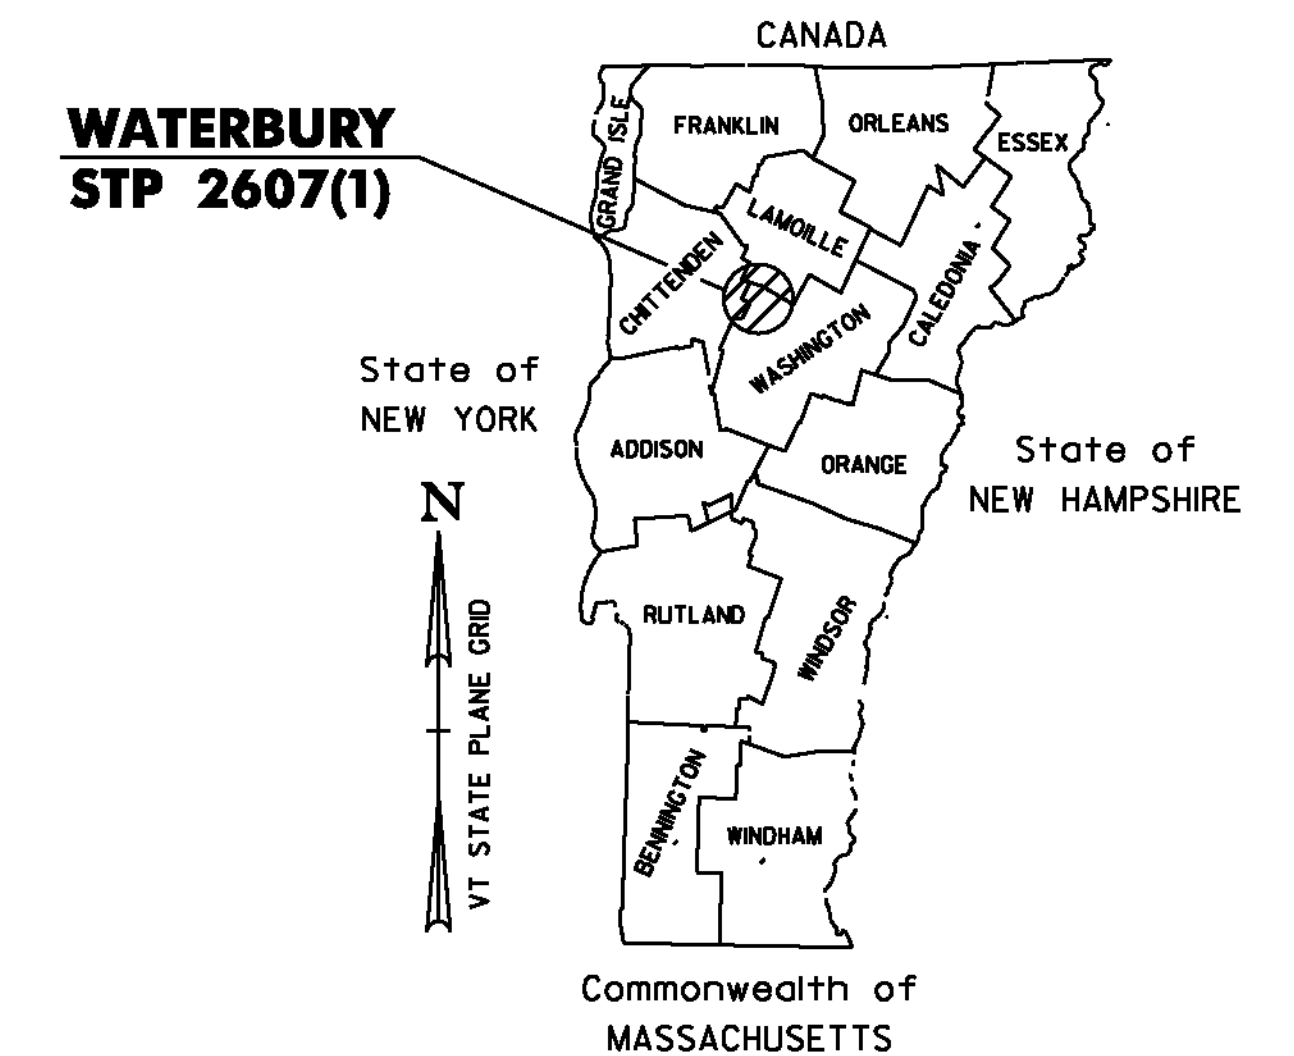 CANADA
WATERBURY
STP 2607(1)
GRAND ISLE
FRANKLIN
ORLEANS
ESSEX
LAMOILLE
CHITTENDEN
CALEDONIA
WASHINGTON
State of
NEW YORK
ADDISON
ORANGE
State of
NEW HAMPSHIRE
N
VT STATE PLANE GRID
RUTLAND
WINDSOR
BENNINGTON
WINDHAM
Commonwealth of
MASSACHUSETTS